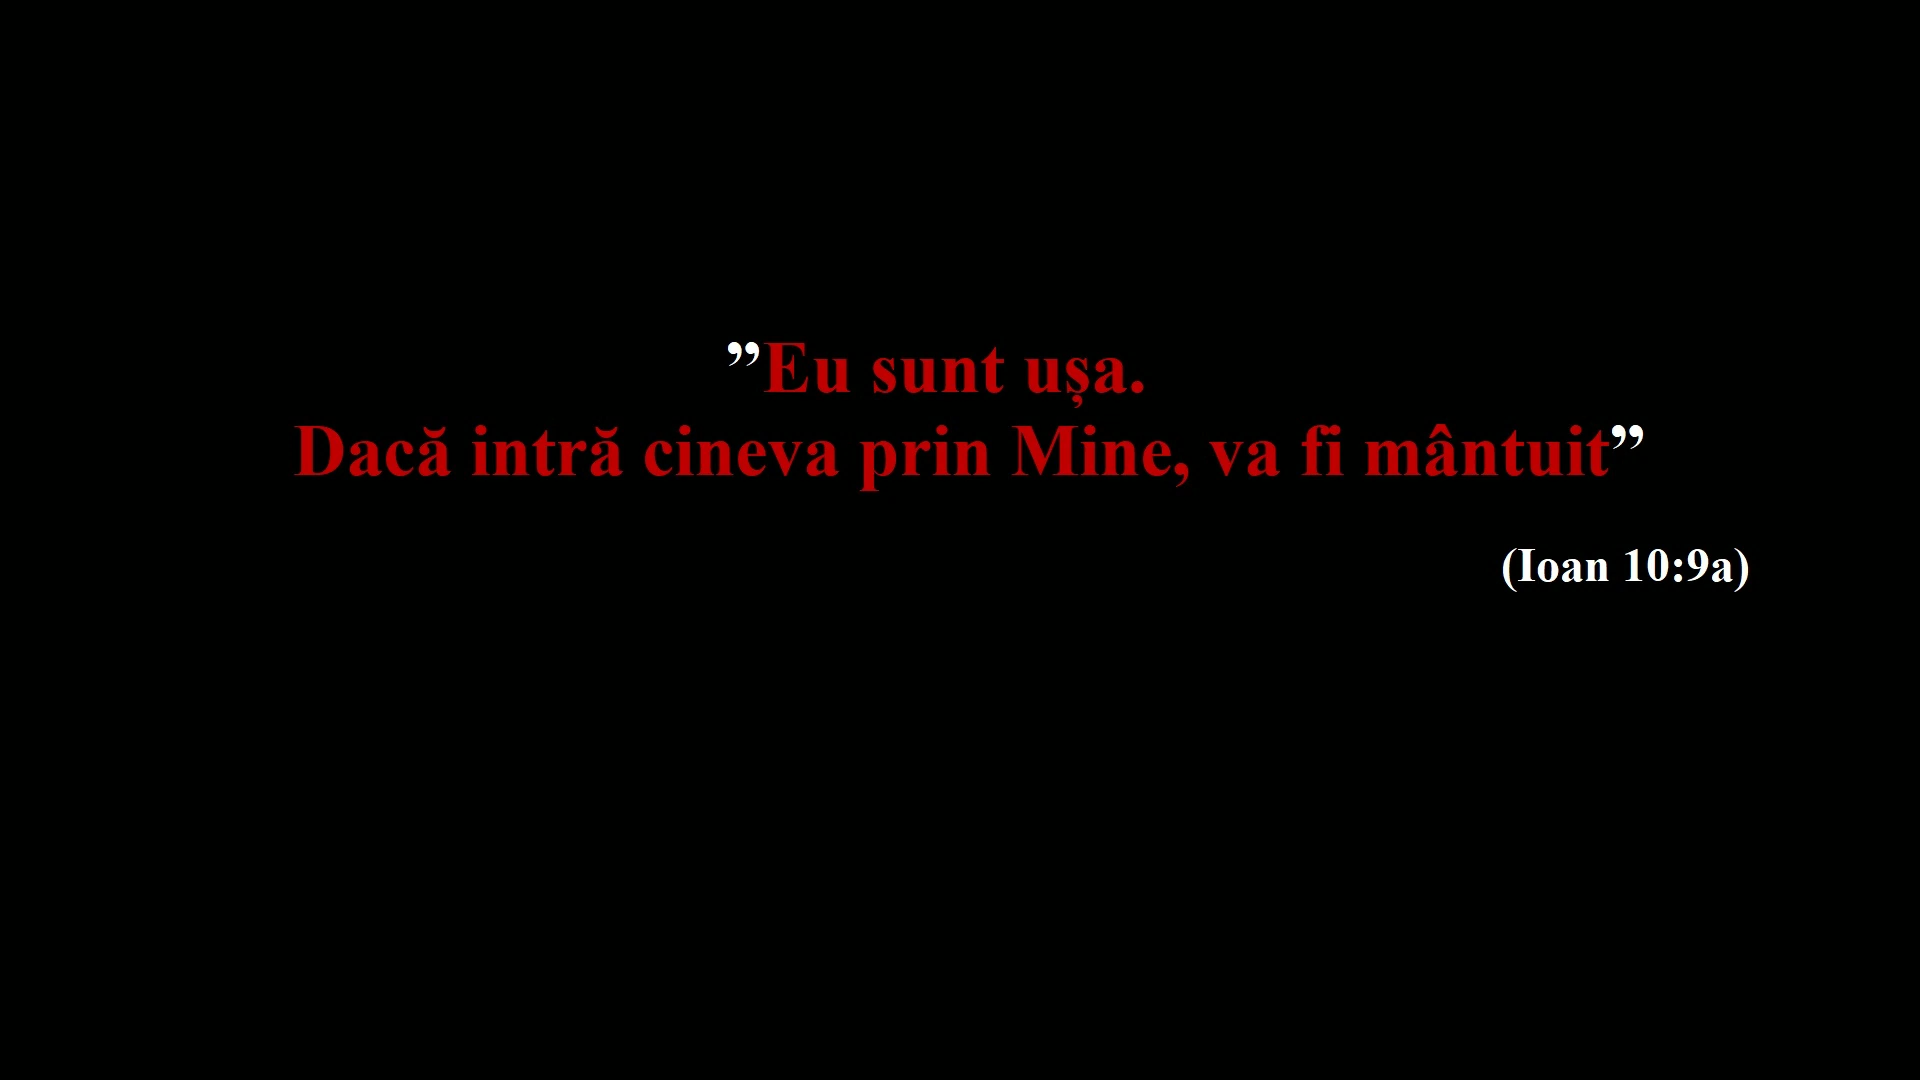 ”Eu sunt ușa.
Dacă intră cineva prin Mine, va fi mântuit”
(Ioan 10:9a)